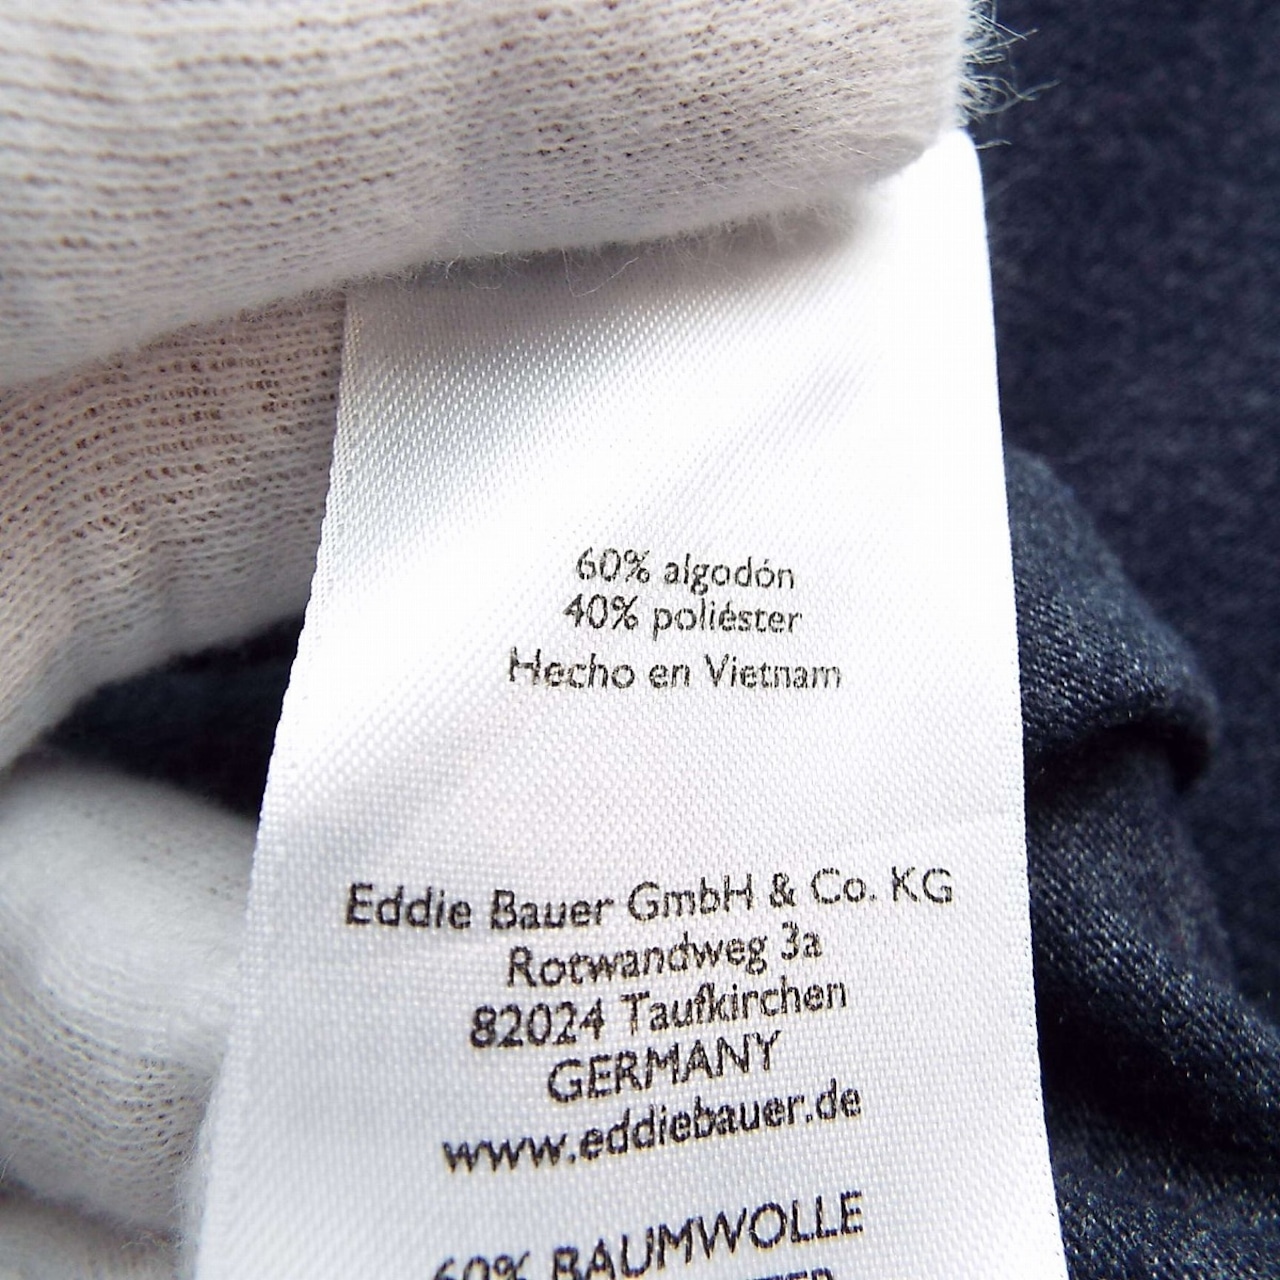 60% algodón
40% poliéster
Hecho en Vietnam
Eddie Bauer GmbH & Co. KG
Rotwandweg 3a
82024 Taufkirchen
GERMANY
www.eddiebauer.de
60% BAUMWOLLE